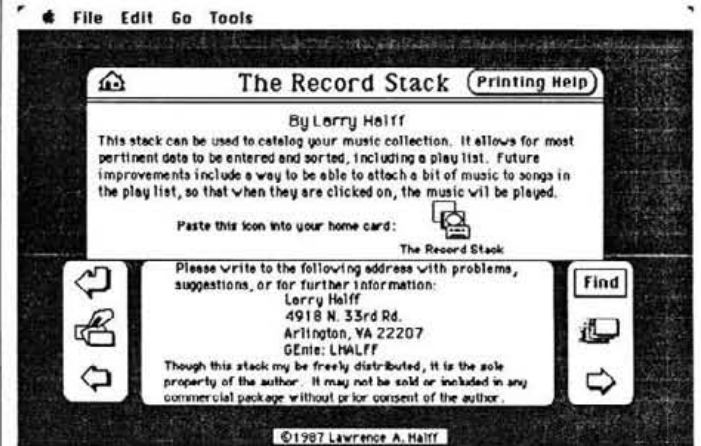 File Edit Go Tools
The Record Stack
Printing Help
By Larry Halff
This stack can be used to catalog your music collection. It allows for most
pertinent data to be entered and sorted, including a play list. Future
improvements include a way to be able to attach a bit of music to songs in
the play list, so that when they are clicked on, the music wil be played.
Paste this icon into your home card:
The Record Stack
Please write to the following address with problems,
suggestions, or for further information:
Larry Halff
4918 N. 33rd Rd.
Arlington, VA 22207
GEnie: LHALFF
Though this stack my be freely distributed, it is the sole
property of the author. It may not be sold or included in any
commercial package without prior consent of the author.
Find
©1987 Lawrence A. Halff